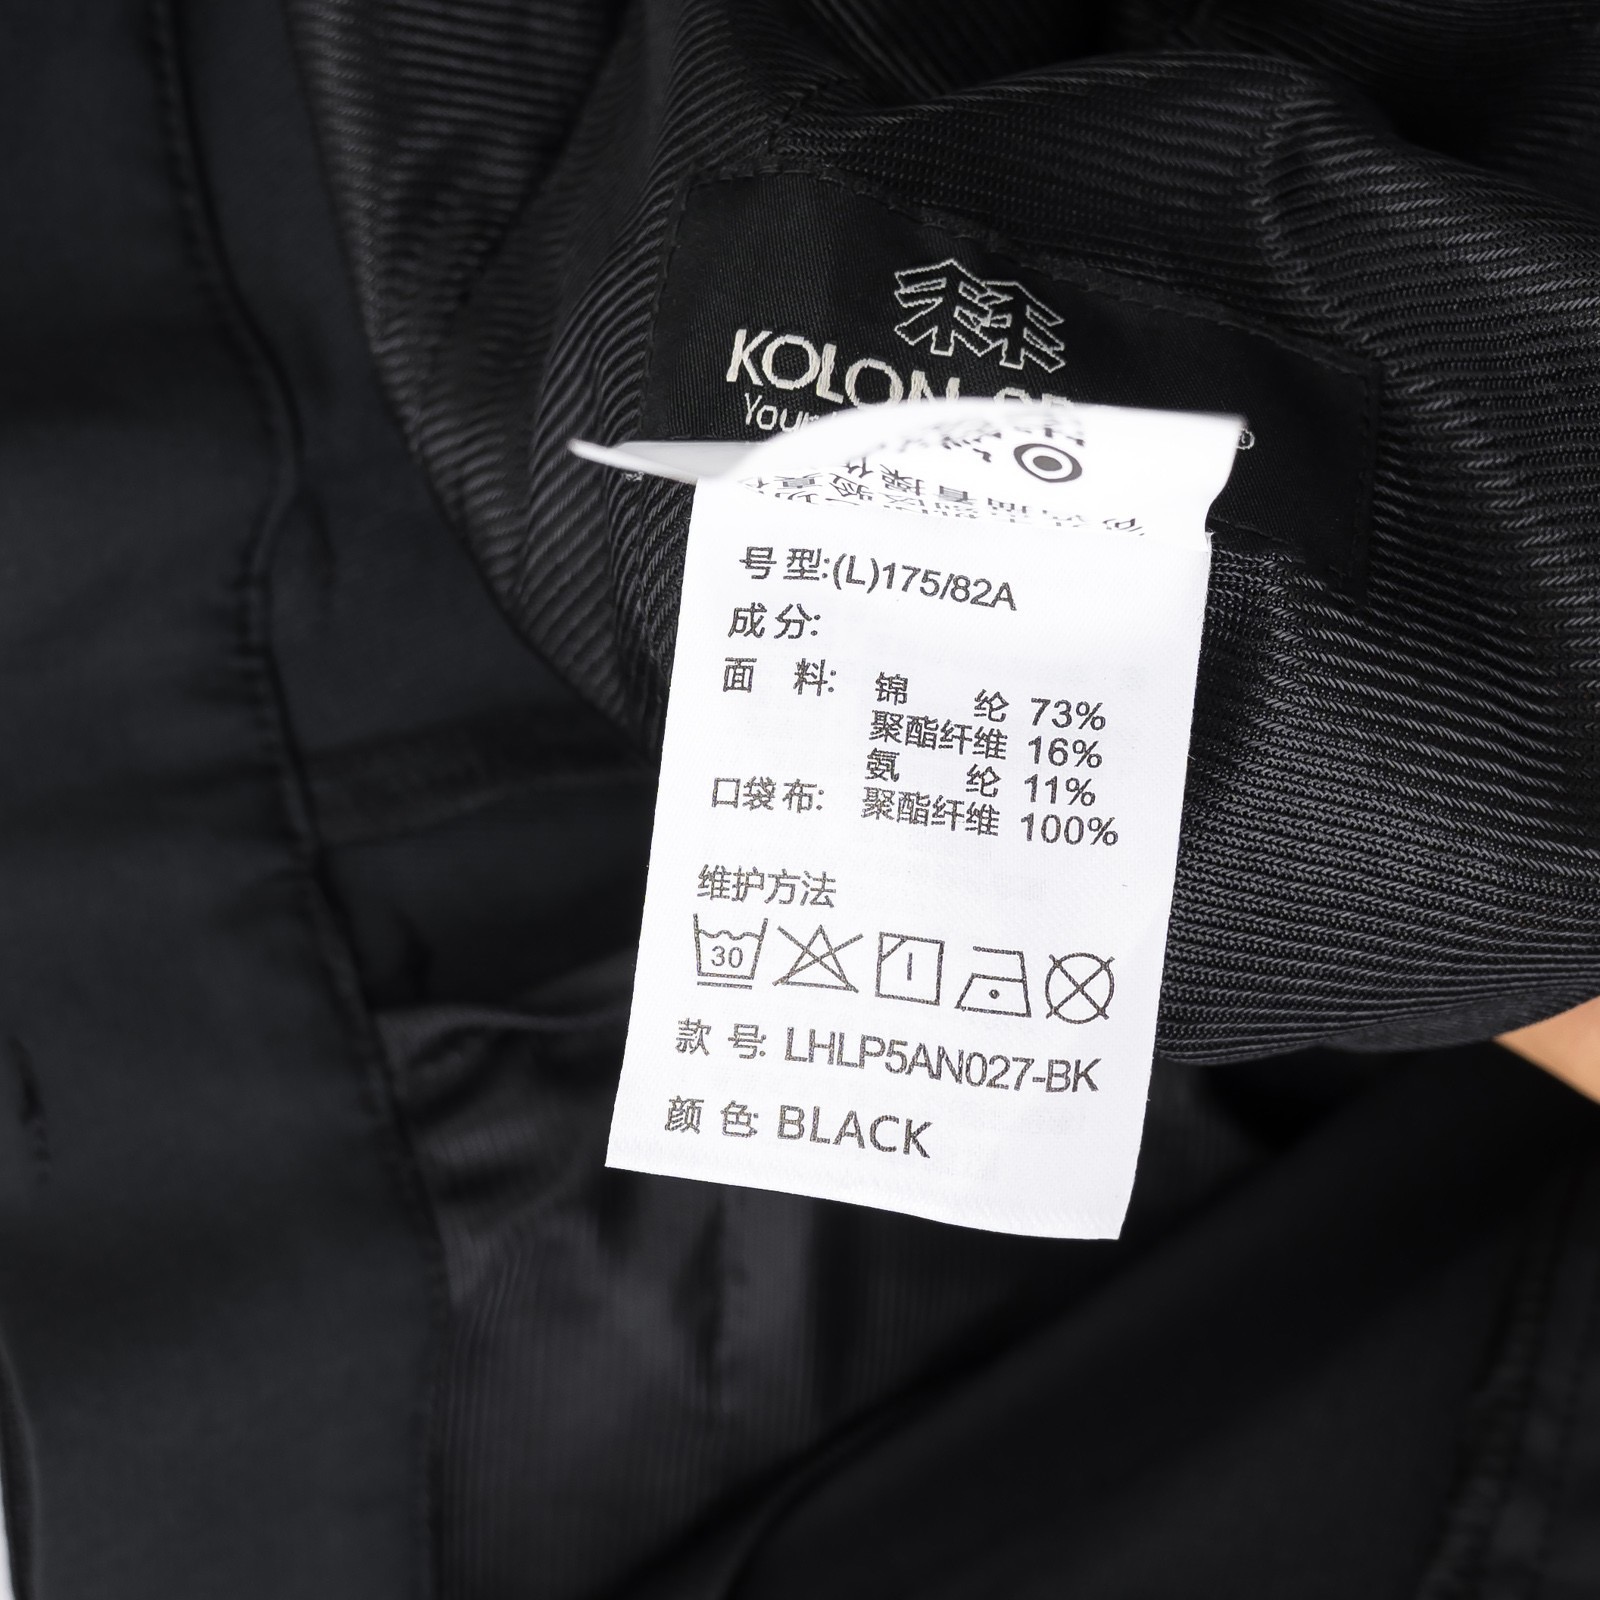 KOLON
You
号型:(L)175/82A
成分:
面 料: 锦 纶 73%
聚酯纤维 16%
氨 纶 11%
口袋布: 聚酯纤维 100%
维护方法
30
款 号: LHLP5AN027-BK
颜 色: BLACK